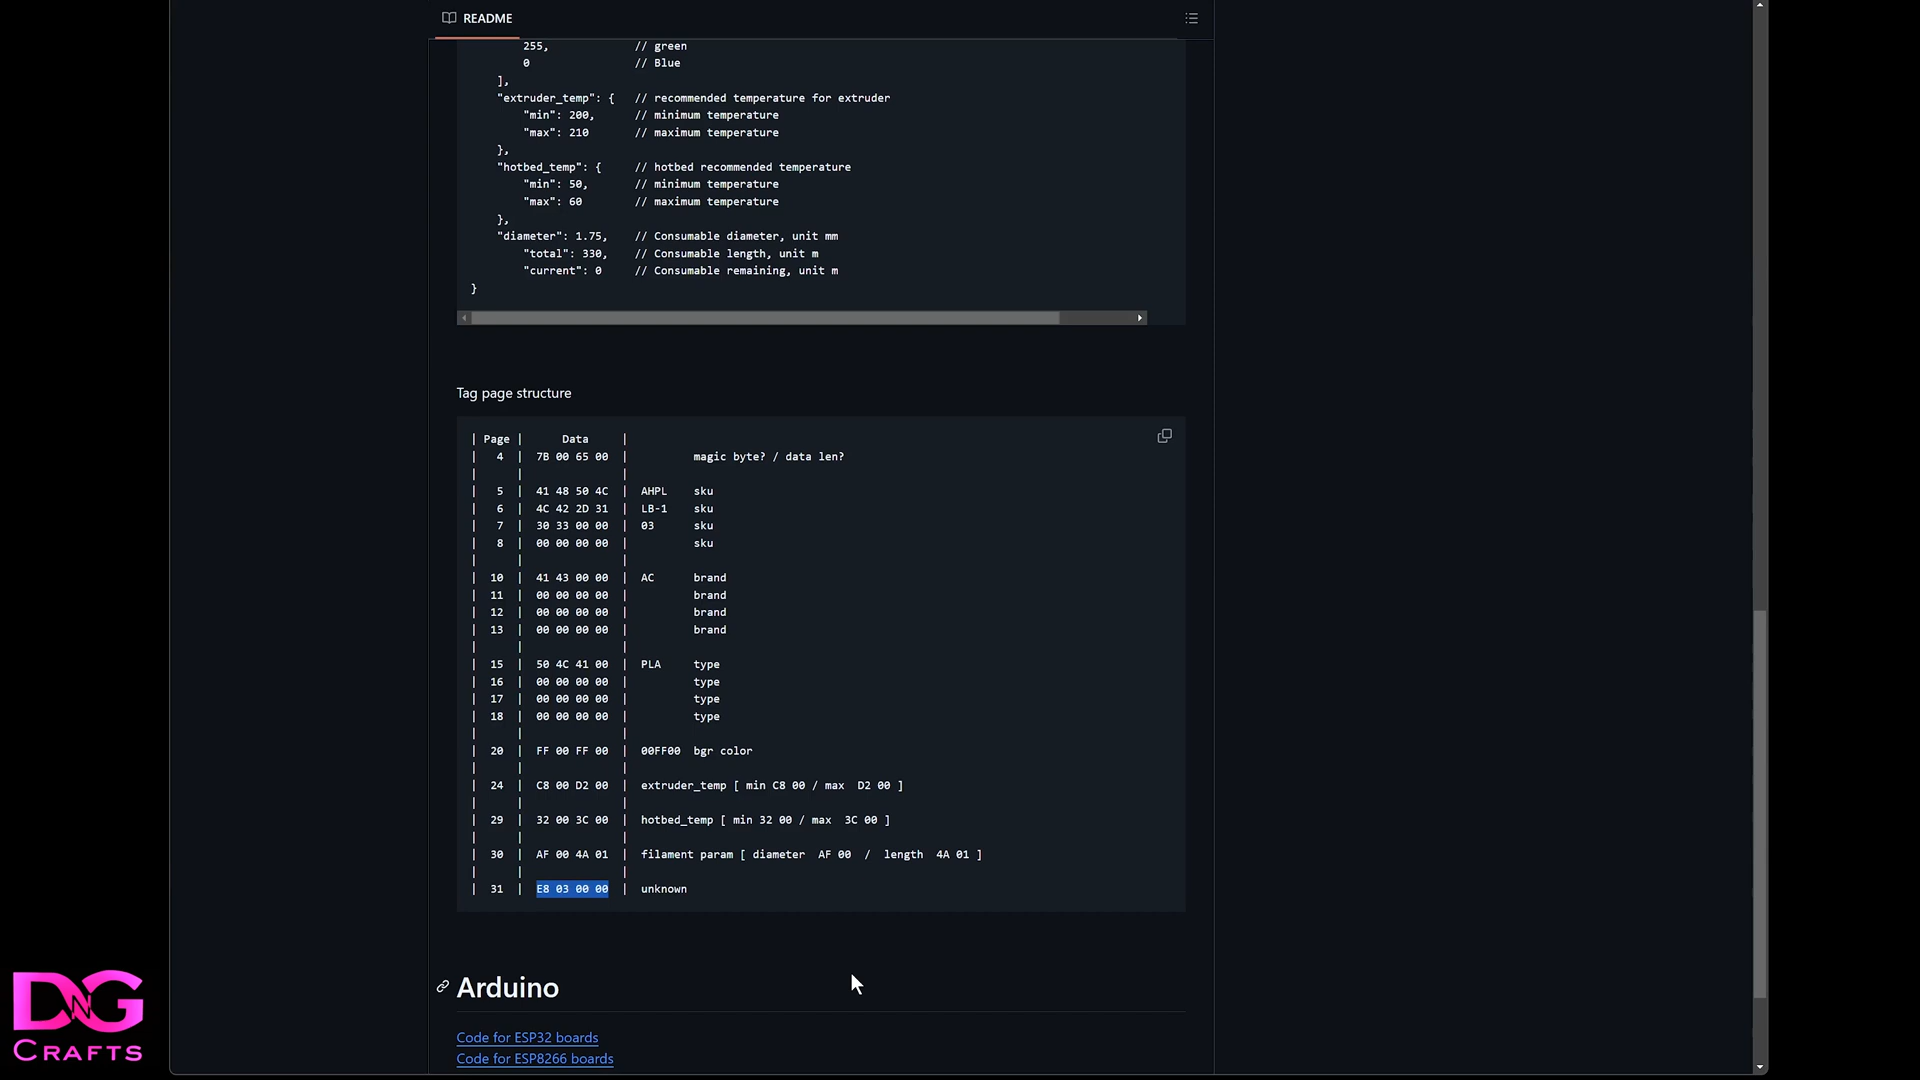 README
255,               // green
0                // Blue
],
"extruder_temp": {   // recommended temperature for extruder
"min": 200,      // minimum temperature
"max": 210       // maximum temperature
},
"hotbed_temp": {     // hotbed recommended temperature
"min": 50,       // minimum temperature
"max": 60        // maximum temperature
},
"diameter": 1.75,    // Consumable diameter, unit mm
"total": 330,    // Consumable length, unit m
"current": 0     // Consumable remaining, unit m
}
Tag page structure
| Page |      Data     |
|   4  |  7B 00 65 00  |          magic byte? / data len?
|      |               |
|   5  |  41 48 50 4C  | AHPL    sku
|   6  |  4C 42 2D 31  | LB-1    sku
|   7  |  30 33 00 00  | 03      sku
|   8  |  00 00 00 00  |         sku
|      |               |
|  10  |  41 43 00 00  | AC      brand
|  11  |  00 00 00 00  |         brand
|  12  |  00 00 00 00  |         brand
|  13  |  00 00 00 00  |         brand
|      |               |
|  15  |  50 4C 41 00  | PLA     type
|  16  |  00 00 00 00  |         type
|  17  |  00 00 00 00  |         type
|  18  |  00 00 00 00  |         type
|      |               |
|  20  |  FF 00 FF 00  | 00FF00  bgr color
|      |               |
|  24  |  C8 00 D2 00  | extruder_temp [ min C8 00 / max  D2 00 ]
|      |               |
|  29  |  32 00 3C 00  | hotbed_temp [ min 32 00 / max  3C 00 ]
|      |               |
|  30  |  AF 00 4A 01  | filament param [ diameter  AF 00  /  length  4A 01 ]
|      |               |
|  31  |  E8 03 00 00  | unknown
Arduino
Code for ESP32 boards
Code for ESP8266 boards
DNG
CRAFTS